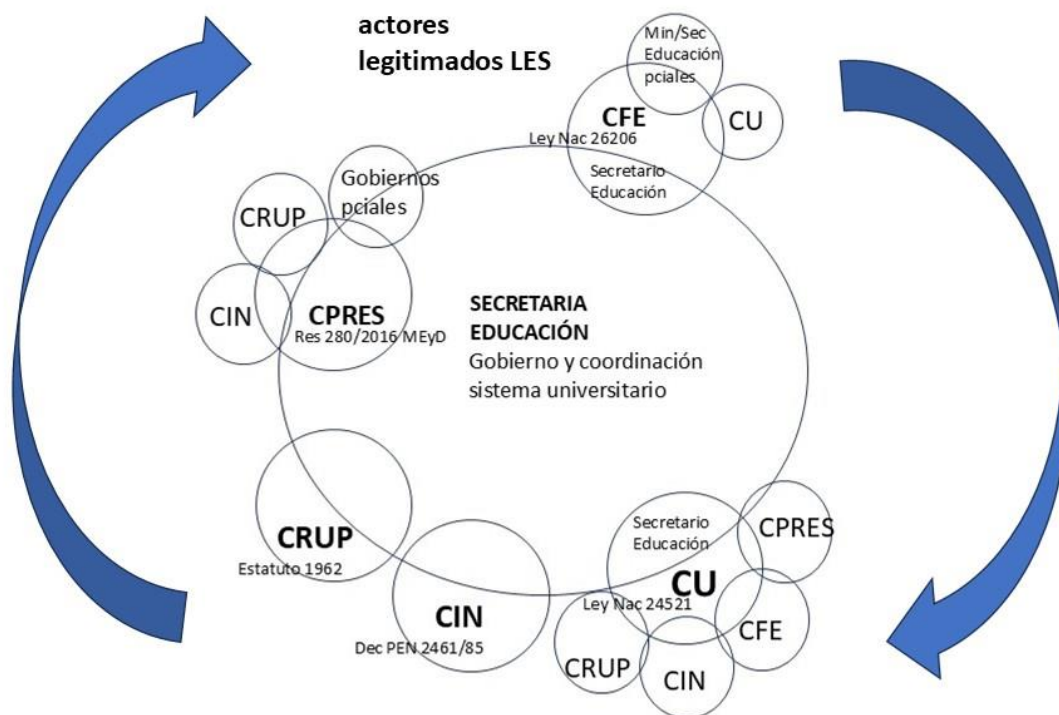 actores
legitimados LES
Min/Sec
Educación
pciales
CFE
CU
Ley Nac 26206
Secretario
Educación
Gobiernos
pciales
CRUP
CIN
CPRES
Res 280/2016 MEyD
SECRETARIA
EDUCACIÓN
Gobierno y coordinación
sistema universitario
CRUP
Estatuto 1962
CIN
Dec PEN 2461/85
Secretario
Educación
CPRES
CU
Ley Nac 24521
CFE
CRUP
CIN